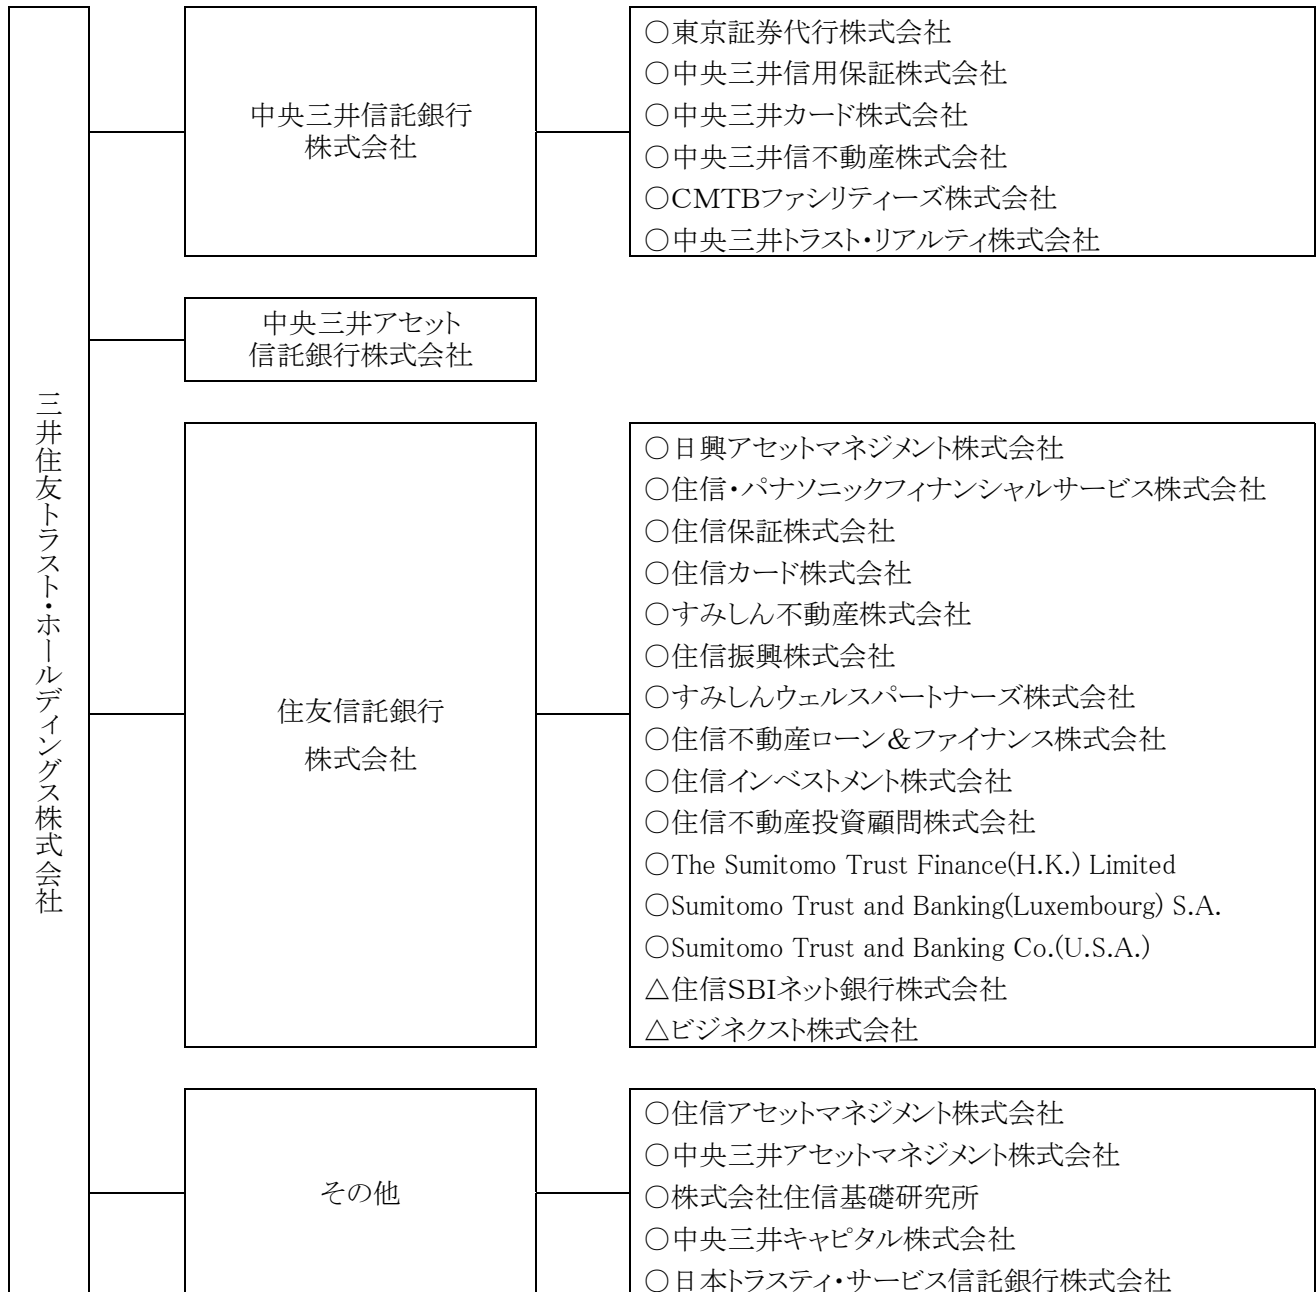 三井住友トラスト・ホールディングス株式会社
中央三井信託銀行
株式会社
○東京証券代行株式会社
○中央三井信用保証株式会社
○中央三井カード株式会社
○中央三井信不動産株式会社
○CMTBファシリティーズ株式会社
○中央三井トラスト・リアルティ株式会社
中央三井アセット
信託銀行株式会社
住友信託銀行
株式会社
○日興アセットマネジメント株式会社
○住信・パナソニックフィナンシャルサービス株式会社
○住信保証株式会社
○住信カード株式会社
○すみしん不動産株式会社
○住信振興株式会社
○すみしんウェルスパートナーズ株式会社
○住信不動産ローン&ファイナンス株式会社
○住信インベストメント株式会社
○住信不動産投資顧問株式会社
○The Sumitomo Trust Finance(H.K.) Limited
○Sumitomo Trust and Banking(Luxembourg) S.A.
○Sumitomo Trust and Banking Co.(U.S.A.)
△住信SBIネット銀行株式会社
△ビジネクスト株式会社
その他
○住信アセットマネジメント株式会社
○中央三井アセットマネジメント株式会社
○株式会社住信基礎研究所
○中央三井キャピタル株式会社
○日本トラスティ・サービス信託銀行株式会社